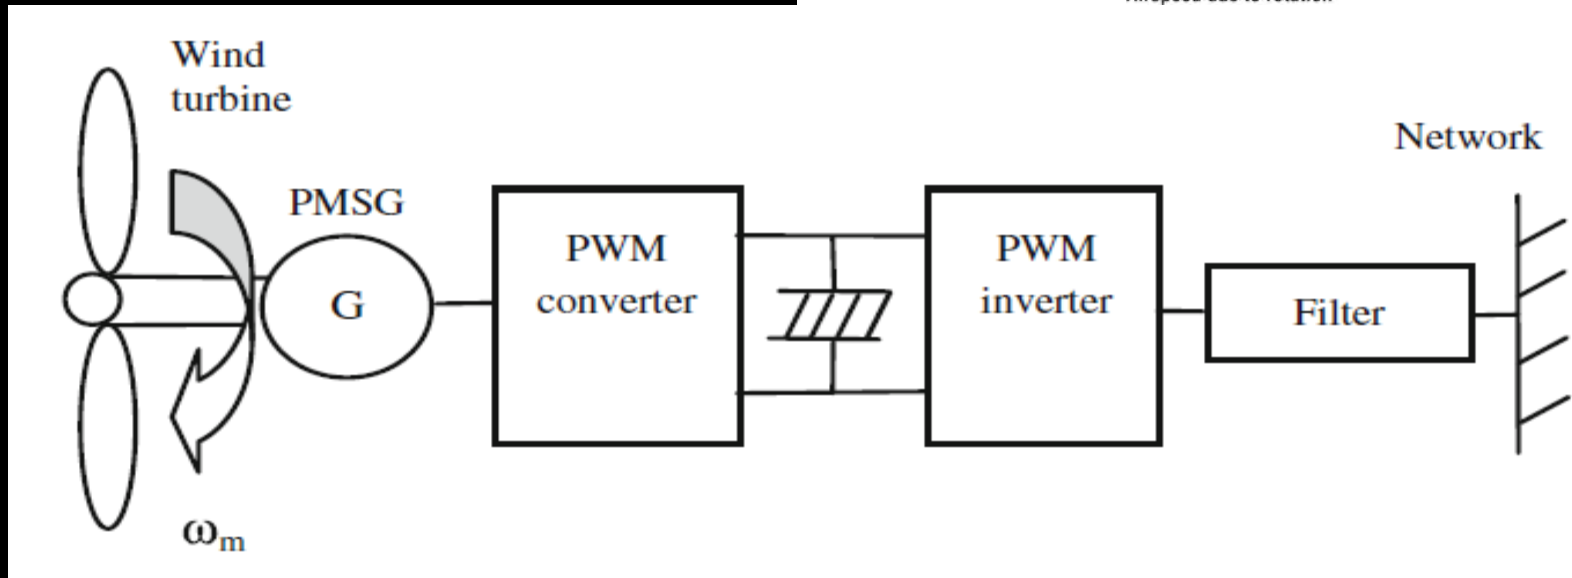 Wind
turbine
Network
PMSG
PWM
converter
PWM
inverter
G
Filter
ωm